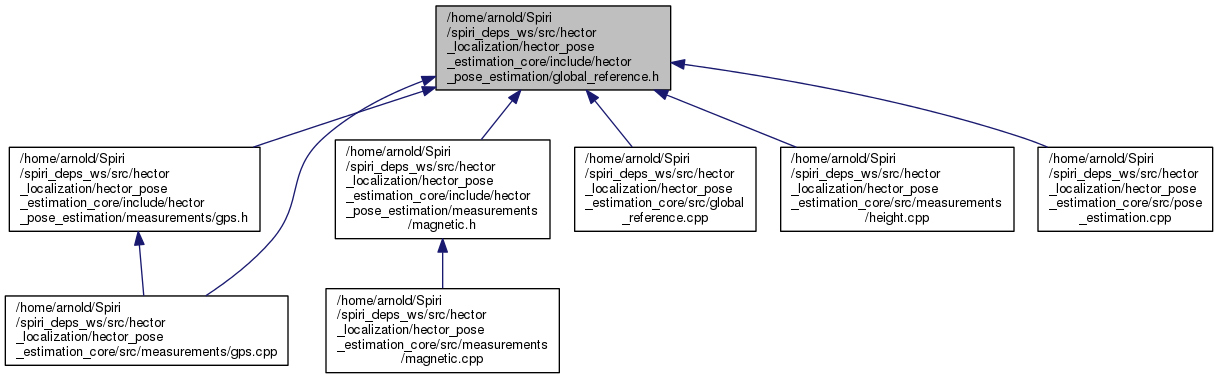 /home/arnold/Spiri
/spiri_deps_ws/src/hector
_localization/hector_pose
_estimation_core/include/hector
_pose_estimation/global_reference.h
/home/arnold/Spiri
/spiri_deps_ws/src/hector
_localization/hector_pose
_estimation_core/include/hector
_pose_estimation/measurements/gps.h
/home/arnold/Spiri
/spiri_deps_ws/src/hector
_localization/hector_pose
_estimation_core/include/hector
_pose_estimation/measurements
/magnetic.h
/home/arnold/Spiri
/spiri_deps_ws/src/hector
_localization/hector_pose
_estimation_core/src/global
_reference.cpp
/home/arnold/Spiri
/spiri_deps_ws/src/hector
_localization/hector_pose
_estimation_core/src/measurements
/height.cpp
/home/arnold/Spiri
/spiri_deps_ws/src/hector
_localization/hector_pose
_estimation_core/src/pose
_estimation.cpp
/home/arnold/Spiri
/spiri_deps_ws/src/hector
_localization/hector_pose
_estimation_core/src/measurements/gps.cpp
/home/arnold/Spiri
/spiri_deps_ws/src/hector
_localization/hector_pose
_estimation_core/src/measurements
/magnetic.cpp